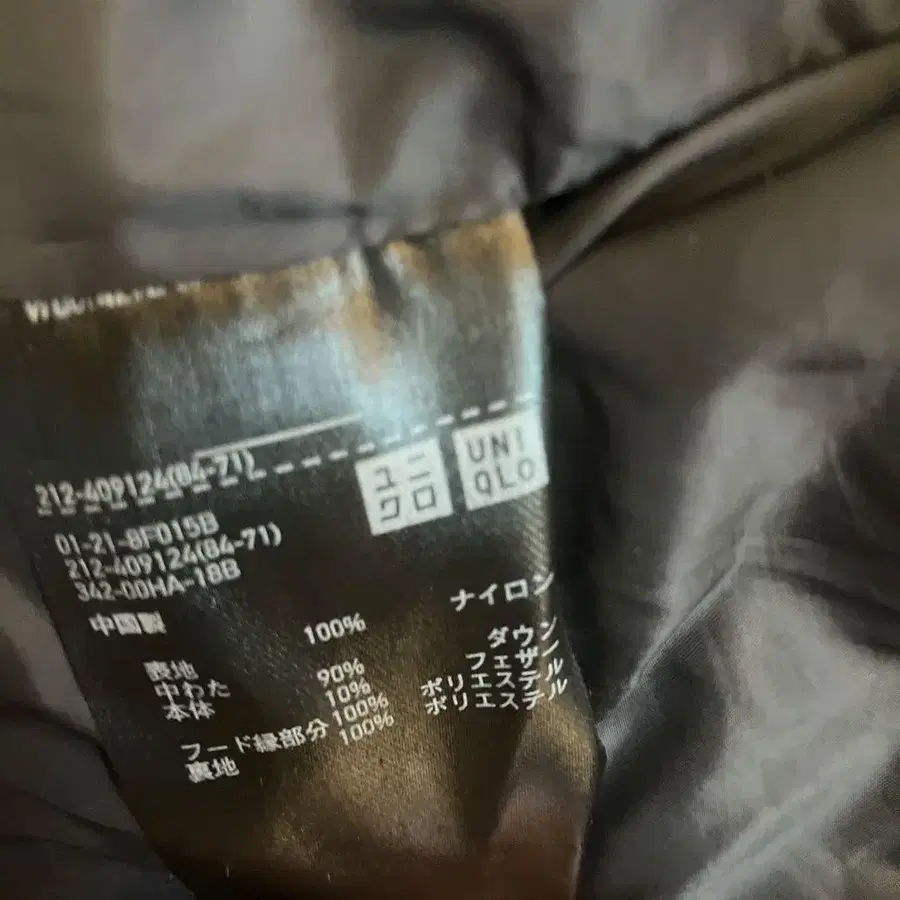 212-409124(04-71)
ユニ
クロ
UNI
QLO
01-21-8F015B
212-409124(04-71)
342-00HA-18B
中国製
表地 100% ナイロン
中わた
本体 90% ダウン
10% フェザー
フード縁部分 100% ポリエステル
裏地 100% ポリエステル